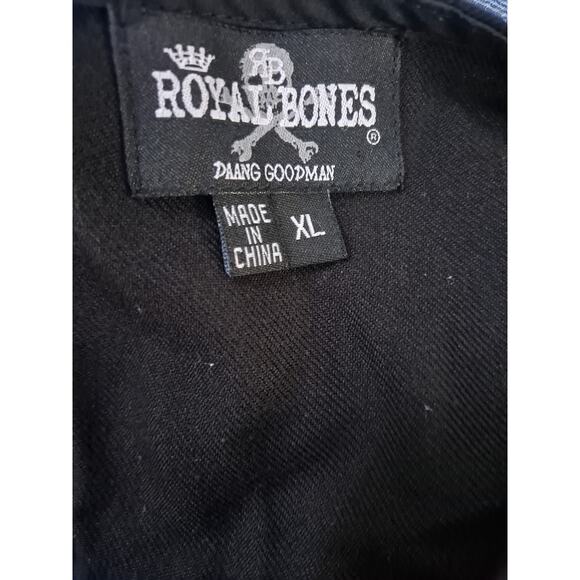 RB
ROYAL BONES
®
DAANG GOODMAN
MADE
IN
CHINA
XL